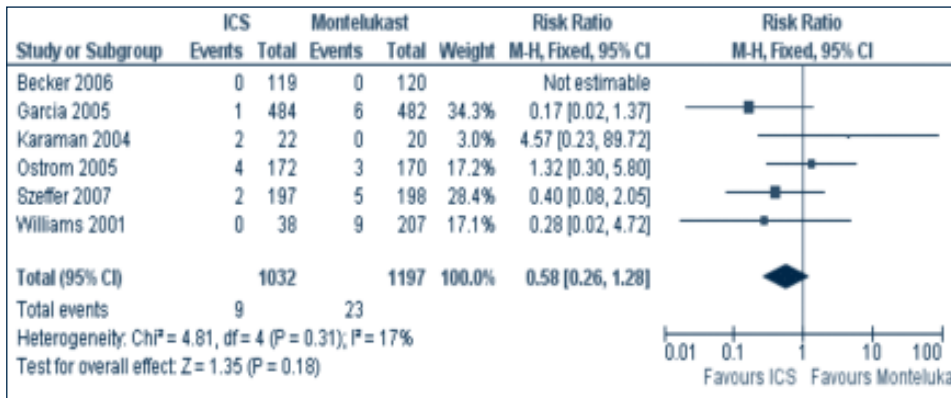 ICS Montelukast Risk Ratio Risk Ratio
Study or Subgroup Events Total Events Total Weight M-H, Fixed, 95% CI M-H, Fixed, 95% CI
Becker 2006 0 119 0 120 Not estimable
Garcia 2005 1 484 6 482 34.3% 0.17 [0.02, 1.37]
Karaman 2004 2 22 0 20 3.0% 4.57 [0.23, 89.72]
Ostrom 2005 4 172 3 170 17.2% 1.32 [0.30, 5.80]
Szeffer 2007 2 197 5 198 28.4% 0.40 [0.08, 2.05]
Williams 2001 0 38 9 207 17.1% 0.28 [0.02, 4.72]
Total (95% CI) 1032 1197 100.0% 0.58 [0.26, 1.28]
Total events 9 23
Heterogeneity: Chi² = 4.81, df = 4 (P = 0.31); I² = 17%
Test for overall effect: Z = 1.35 (P = 0.18)
0.01 0.1 1 10 100
Favours ICS Favours Monteluka